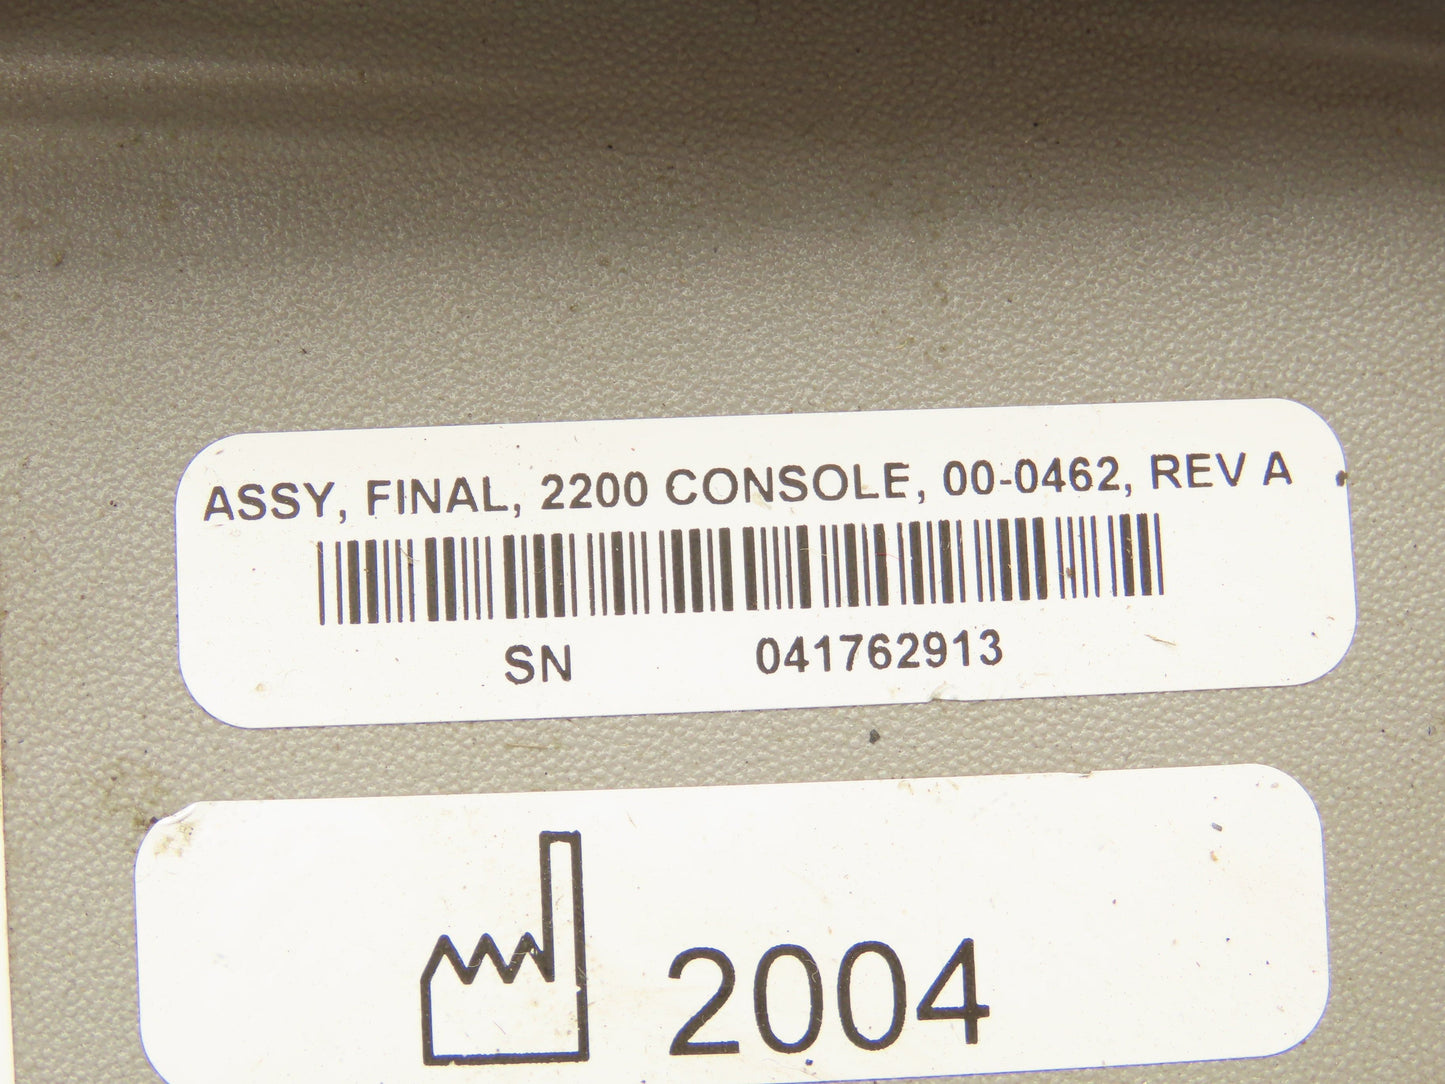 ASSY, FINAL, 2200 CONSOLE, 00-0462, REV A
SN 041762913
2004